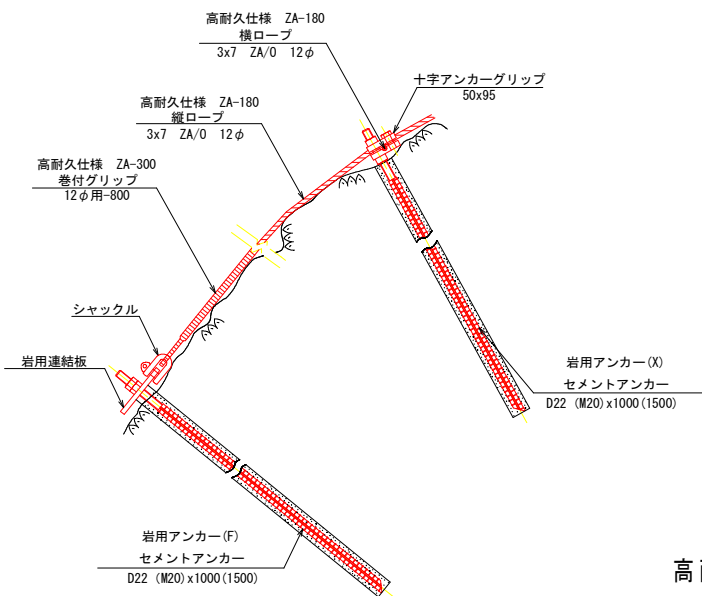 高耐久仕様 ZA-180
横ロープ
3x7 ZA/0 12φ
十字アンカーグリップ
50x95
高耐久仕様 ZA-180
縦ロープ
3x7 ZA/0 12φ
高耐久仕様 ZA-300
巻付グリップ
12φ用-800
シャックル
岩用連結板
岩用アンカー(X)
セメントアンカー
D22 (M20)x1000(1500)
岩用アンカー(F)
セメントアンカー
D22 (M20)x1000(1500)
高